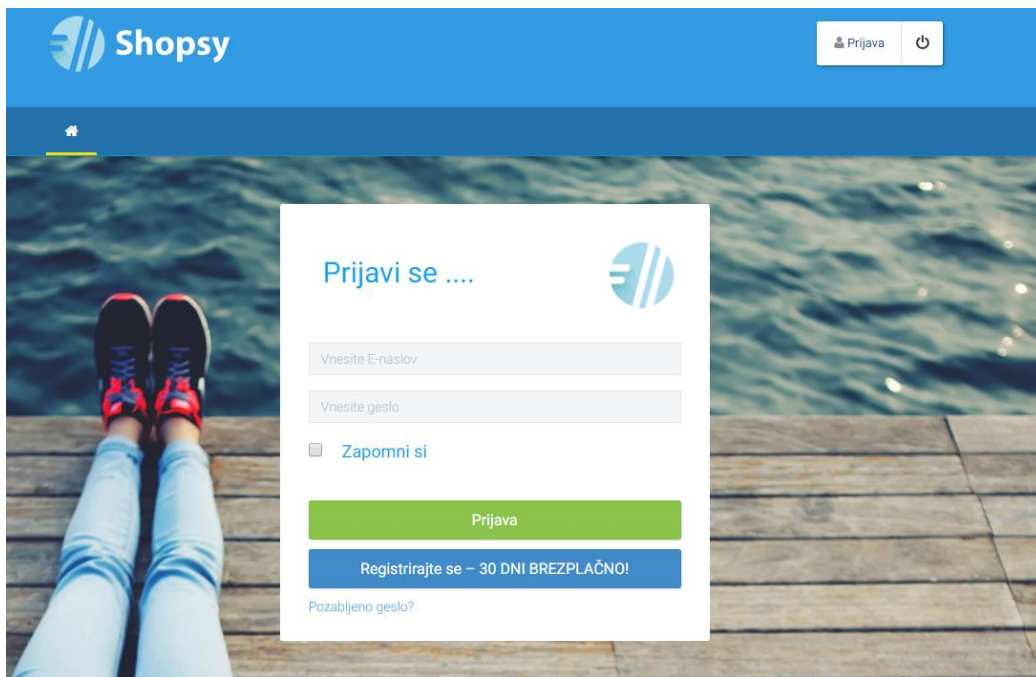 Shopsy
Prijava
Prijavi se ....
Vnesite E-naslov
Vnesite geslo
Zapomni si
Prijava
Registrirajte se – 30 DNI BREZPLAČNO!
Pozabljeno geslo?